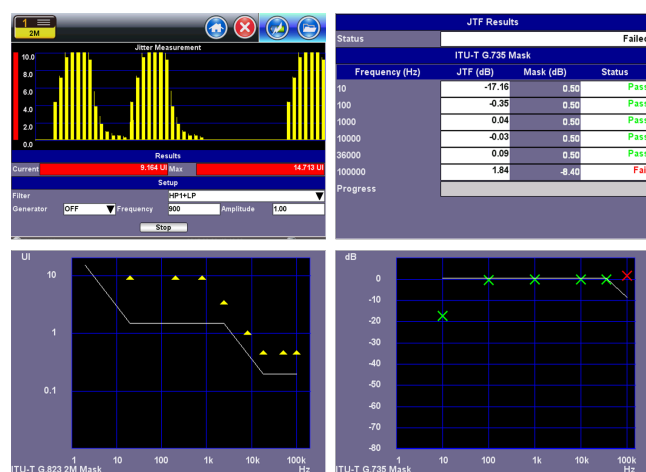 1
2M
Jitter Measurement
10.0
8.0
6.0
4.0
2.0
0.0
Results
Current 9.164 UI Max 14.713 UI
Setup
Filter HP1+LP
Generator OFF Frequency 900 Amplitude 1.00
Stop
JTF Results
Status Failed
ITU-T G.735 Mask
Frequency (Hz) JTF (dB) Mask (dB) Status
10 -17.16 0.50 Pass
100 -0.35 0.50 Pass
1000 0.04 0.50 Pass
10000 -0.03 0.50 Pass
36000 0.09 0.50 Pass
100000 1.84 -8.40 Fai
Progress
UI
10
1
0.1
1 10 100 1k 10k 100k
ITU-T G.823 2M Mask Hz
dB
0
-10
-20
-30
-40
-50
-60
-70
-80
1 10 100 1k 10k 100k
ITU-T G.735 Mask Hz